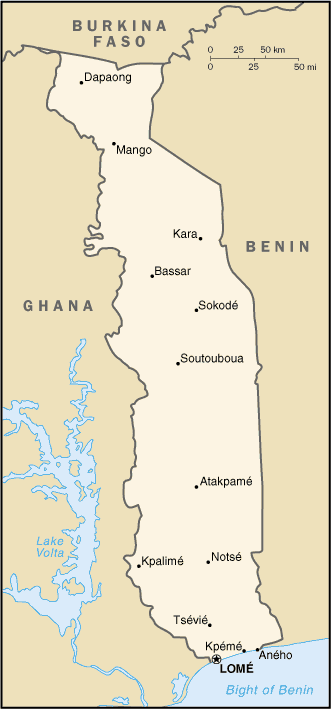 BURKINA
FASO
0 25 50 km
0 25 50 mi
Dapaong
Mango
Kara
BENIN
Bassar
GHANA
Sokodé
Soutouboua
Atakpamé
Lake
Volta
Kpalimé
Notsé
Tsévié
Kpémé
Aného
LOMÉ
Bight of Benin